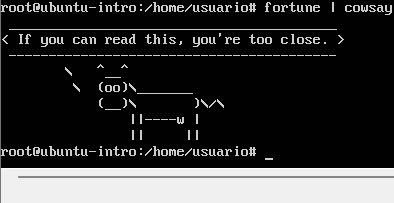 root@ubuntu-intro:/home/usuario# fortune | cowsay
 _______________________________________
< If you can read this, you're too close. >
 ---------------------------------------
        \   ^__^
         \  (oo)\_______
            (__)\       )\/\
                ||----w |
                ||     ||
root@ubuntu-intro:/home/usuario# _